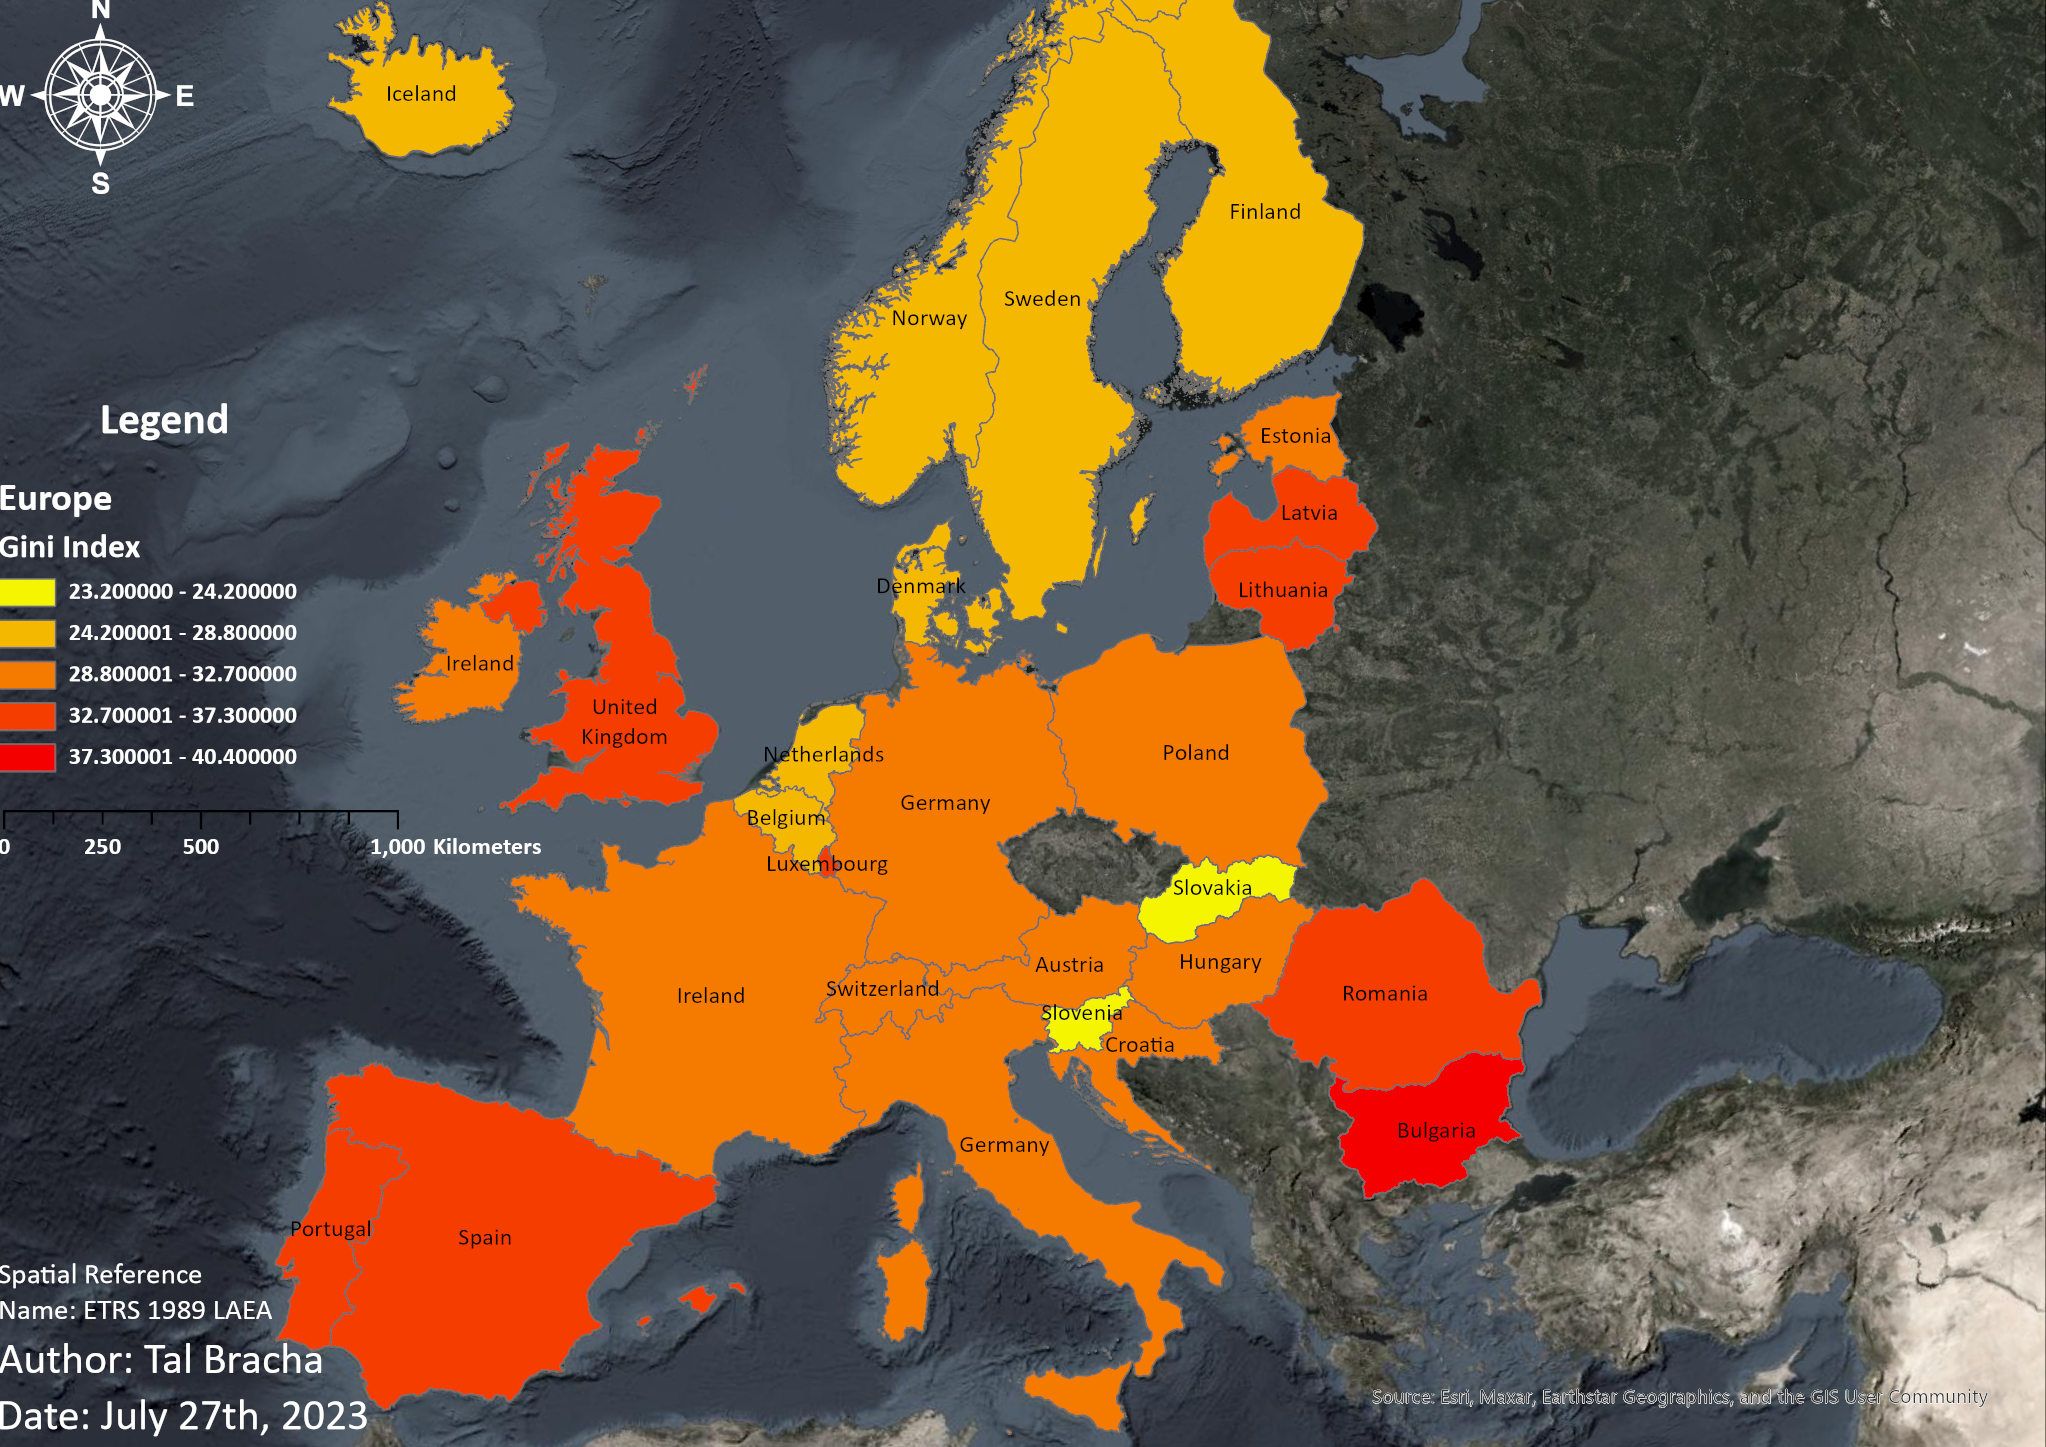 N
W
E
S
Iceland
Finland
Sweden
Norway
Legend
Europe
Gini Index
23.200000 - 24.200000
24.200001 - 28.800000
28.800001 - 32.700000
32.700001 - 37.300000
37.300001 - 40.400000
0 250 500 1,000 Kilometers
Estonia
Latvia
Lithuania
Denmark
Ireland
United
Kingdom
Netherlands
Poland
Germany
Belgium
Luxembourg
Slovakia
Austria
Hungary
Switzerland
Ireland
Romania
Slovenia
Croatia
Bulgaria
Germany
Portugal
Spain
Spatial Reference
Name: ETRS 1989 LAEA
Author: Tal Bracha
Date: July 27th, 2023
Source: Esri, Maxar, Earthstar Geographics, and the GIS User Community